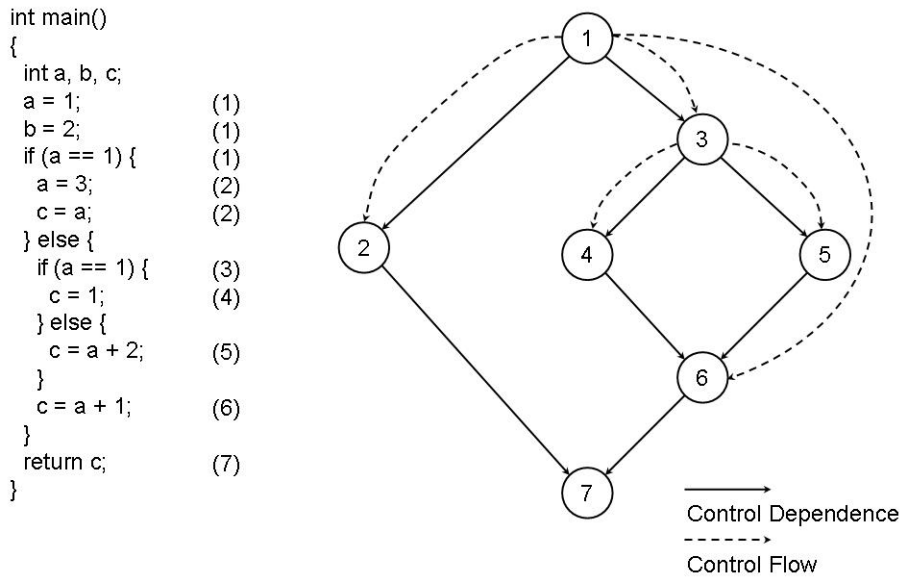 int main()
{
int a, b, c;
a = 1; (1)
b = 2; (1)
if (a == 1) { (1)
a = 3; (2)
c = a; (2)
} else {
if (a == 1) { (3)
c = 1; (4)
} else {
c = a + 2; (5)
}
c = a + 1; (6)
}
return c; (7)
}
1
3
2
4
5
6
7
Control Dependence
Control Flow